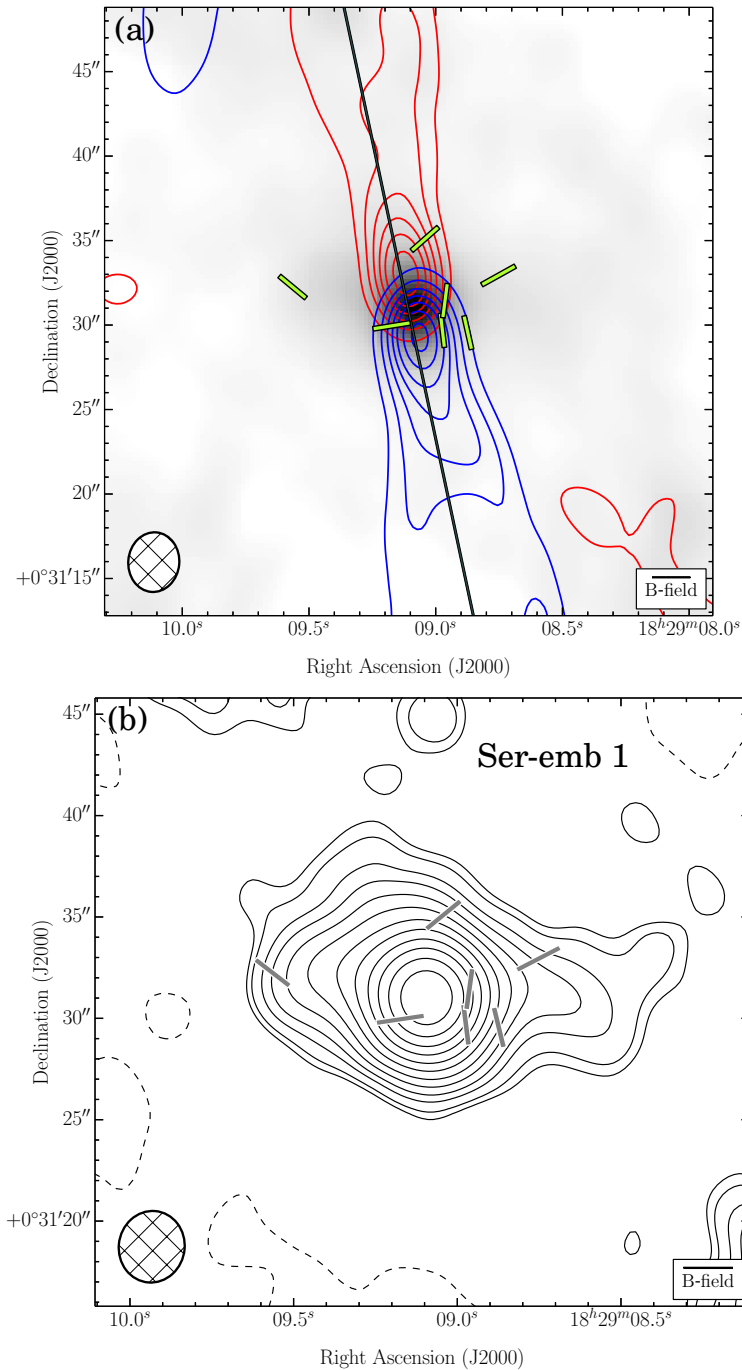 (a)
45″
40″
35″
30″
25″
20″
+0°31′15″
Declination (J2000)
B-field
10.0ˢ 09.5ˢ 09.0ˢ 08.5ˢ 18ʰ29ᵐ08.0ˢ
Right Ascension (J2000)
(b)
Ser-emb 1
45″
40″
35″
30″
25″
+0°31′20″
Declination (J2000)
B-field
10.0ˢ 09.5ˢ 09.0ˢ 18ʰ29ᵐ08.5ˢ
Right Ascension (J2000)